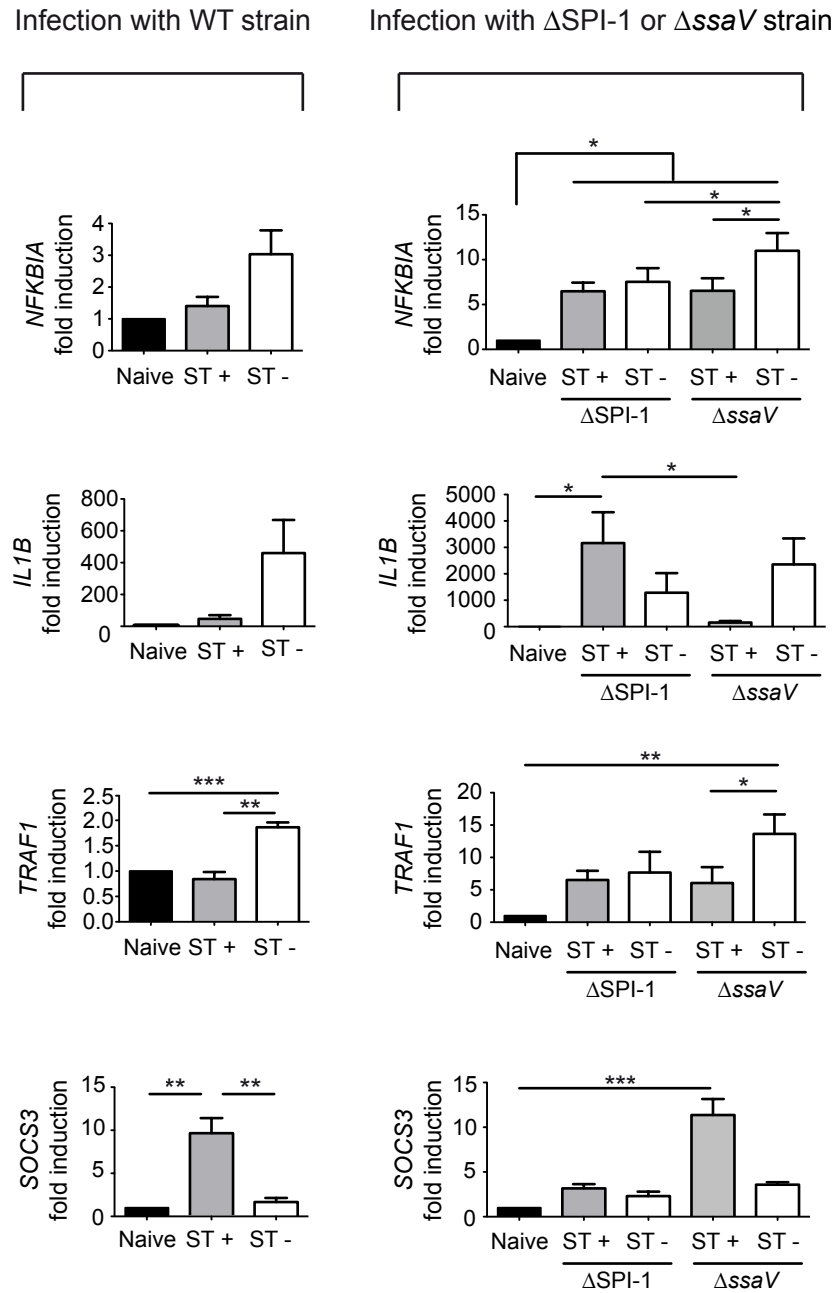 Infection with WT strain
Infection with ΔSPI-1 or ΔssaV strain
NFKBIA
fold induction
4
3
2
1
0
Naive ST + ST -
*
*
*
NFKBIA
fold induction
15
10
5
0
Naive ST + ST - ST + ST -
ΔSPI-1 ΔssaV
IL1B
fold induction
800
600
400
200
0
Naive ST + ST -
*
*
IL1B
fold induction
5000
4000
3000
2000
1000
0
Naive ST + ST - ST + ST -
ΔSPI-1 ΔssaV
TRAF1
fold induction
***
**
2.5
2.0
1.5
1.0
0.5
0.0
Naive ST + ST -
**
*
TRAF1
fold induction
20
15
10
5
0
Naive ST + ST - ST + ST -
ΔSPI-1 ΔssaV
SOCS3
fold induction
** **
15
10
5
0
Naive ST + ST -
***
SOCS3
fold induction
15
10
5
0
Naive ST + ST - ST + ST -
ΔSPI-1 ΔssaV